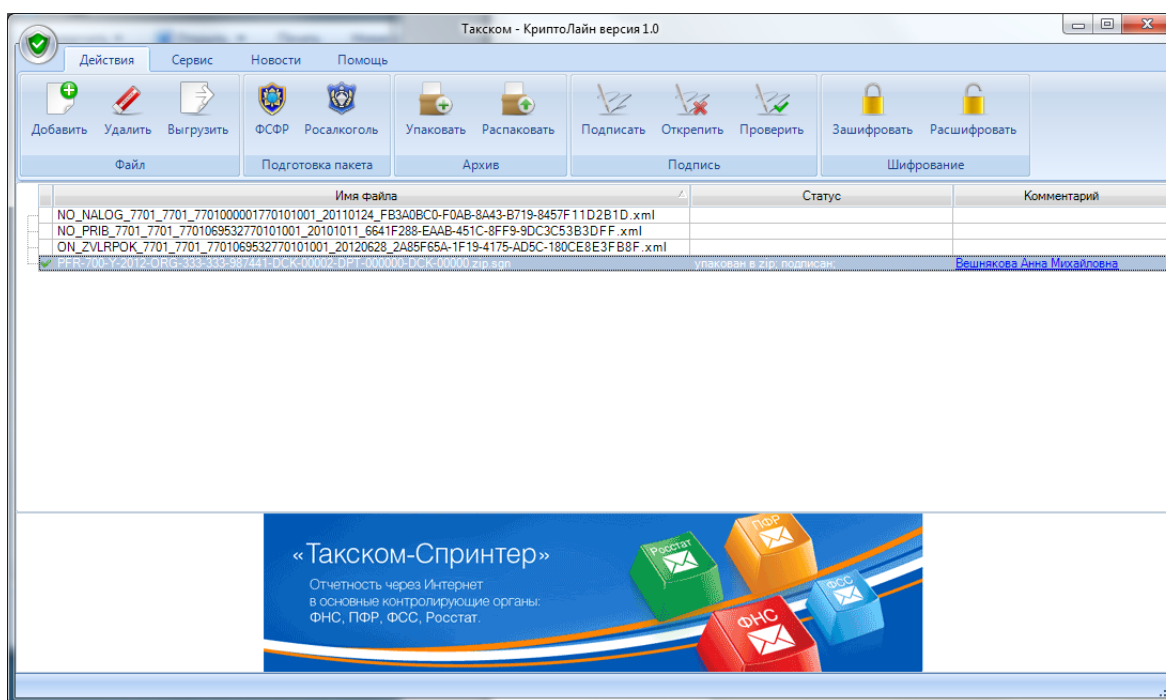 Такском - КриптоЛайн версия 1.0
Действия Сервис Новости Помощь
Добавить Удалить Выгрузить ФСФР Росалкоголь Упаковать Распаковать Подписать Открепить Проверить Зашифровать Расшифровать
Файл Подготовка пакета Архив Подпись Шифрование
Имя файла Статус Комментарий
NO_NALOG_7701_7701_7701000001770101001_20110124_FB3A0BC0-F0AB-8A43-B719-8457F11D2B1D.xml
NO_PRIB_7701_7701_7701069532770101001_20101011_6641F288-EAAB-451C-8FF9-9DC3C53B3DFF.xml
ON_ZVLRPOK_7701_7701_7701069532770101001_20120628_2A85F65A-1F19-4175-AD5C-180CE8E3FB8F.xml
PFR-700-Y-2012-ORG-333-333-987441-DCK-00002-DPT-000000-DCK-00000.zip.sgn упакован в zip; подписан; Вешнякова Анна Михайловна
«Такском-Спринтер»
Отчетность через Интернет
в основные контролирующие органы:
ФНС, ПФР, ФСС, Росстат.
Росстат
ПФР
ФСС
ФНС